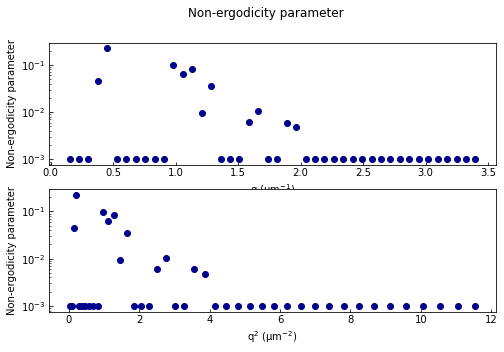 Non-ergodicity parameter
Non-ergodicity parameter
10⁻¹
10⁻²
10⁻³
0.0 0.5 1.0 1.5 2.0 2.5 3.0 3.5
q (μm⁻¹)
Non-ergodicity parameter
10⁻¹
10⁻²
10⁻³
0 2 4 6 8 10 12
q² (μm⁻²)